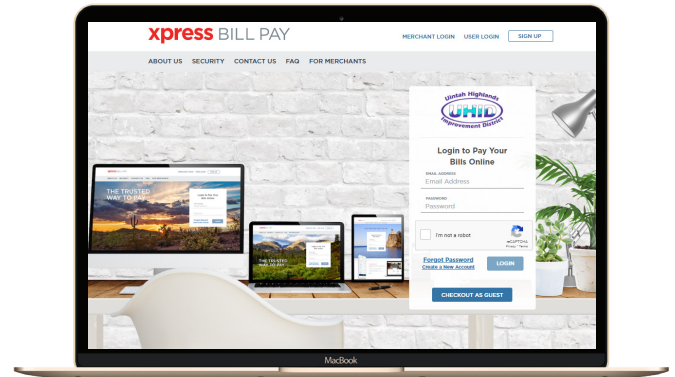 xpress BILL PAY
MERCHANT LOGIN USER LOGIN SIGN UP
ABOUT US SECURITY CONTACT US FAQ FOR MERCHANTS
Uintah Highlands
UHID
Improvement District
Login to Pay Your
Bills Online
EMAIL ADDRESS
Email Address
PASSWORD
Password
I'm not a robot
reCAPTCHA
Privacy - Terms
Forgot Password
Create a New Account
LOGIN
CHECKOUT AS GUEST
THE TRUSTED
WAY TO PAY
THE TRUSTED
WAY TO PAY
MacBook